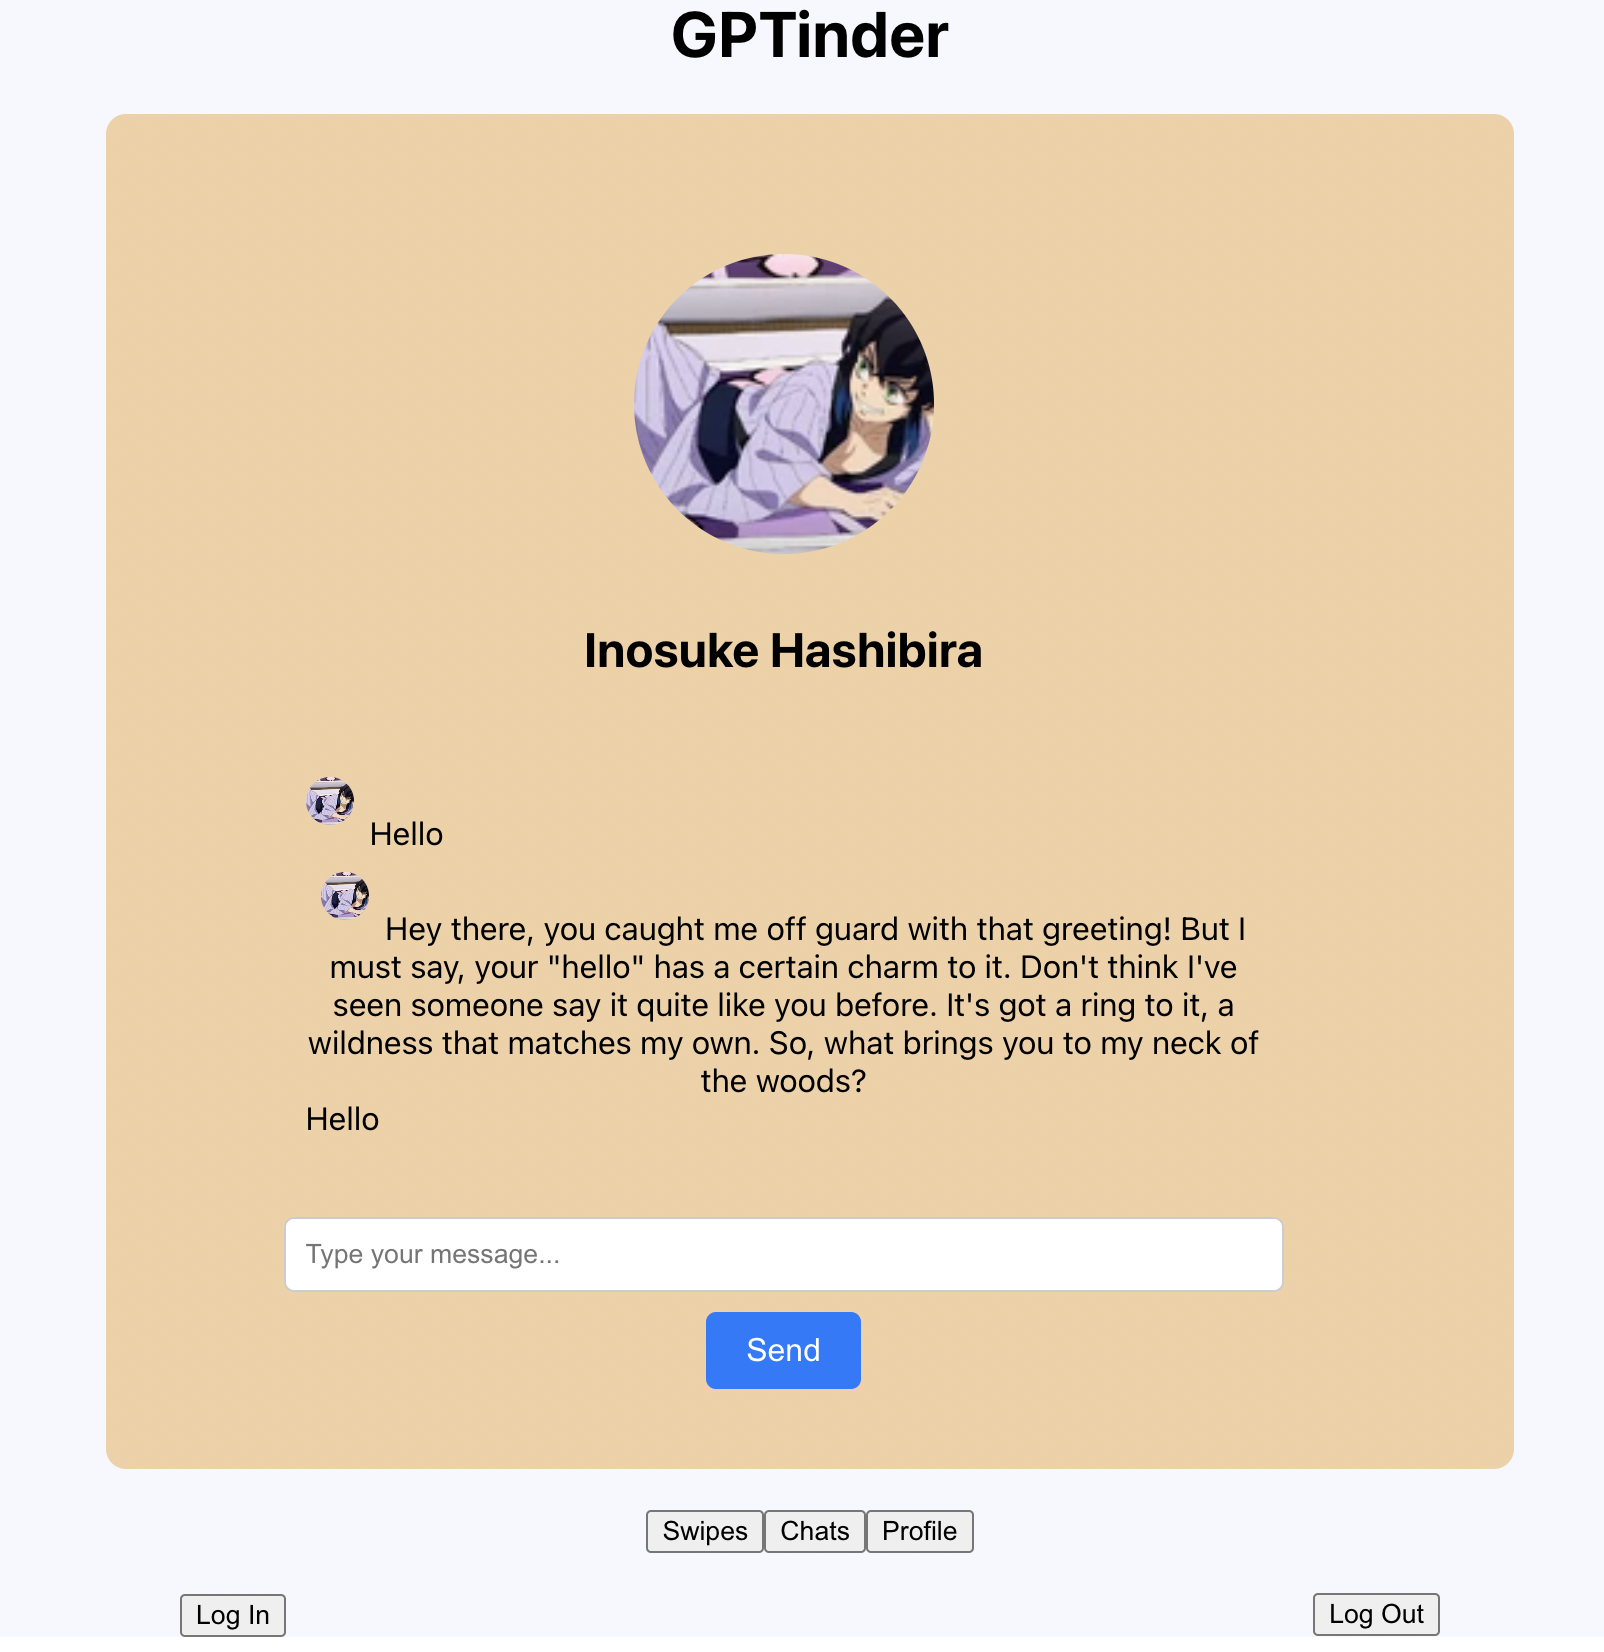 GPTinder
Inosuke Hashibira
Hello
Hey there, you caught me off guard with that greeting! But I
must say, your "hello" has a certain charm to it. Don't think I've
seen someone say it quite like you before. It's got a ring to it, a
wildness that matches my own. So, what brings you to my neck of
the woods?
Hello
Type your message...
Send
Swipes Chats Profile
Log In Log Out